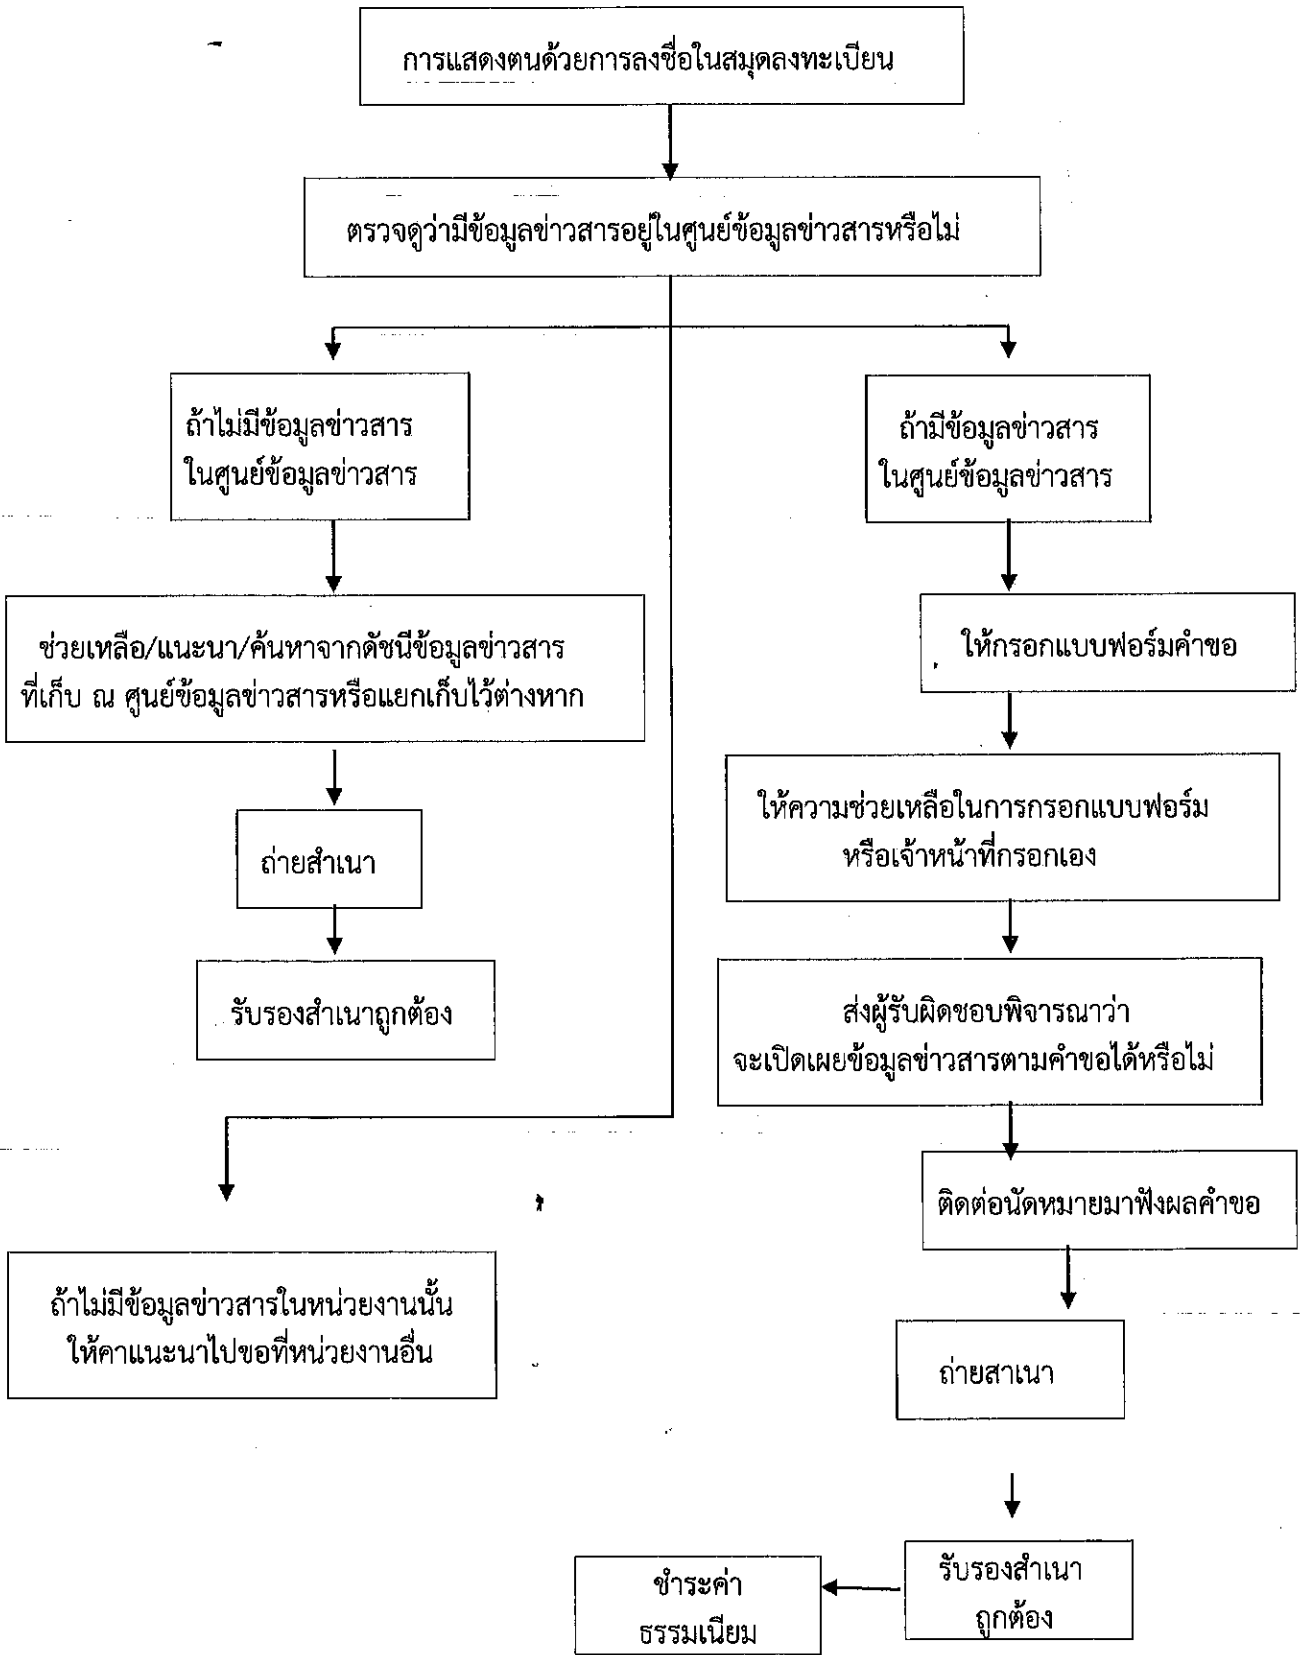 การแสดงตนด้วยการลงชื่อในสมุดลงทะเบียน
ตรวจดูว่ามีข้อมูลข่าวสารอยู่ในศูนย์ข้อมูลข่าวสารหรือไม่
ถ้าไม่มีข้อมูลข่าวสาร
ในศูนย์ข้อมูลข่าวสาร
ช่วยเหลือ/แนะนา/ค้นหาจากดัชนีข้อมูลข่าวสาร
ที่เก็บ ณ ศูนย์ข้อมูลข่าวสารหรือแยกเก็บไว้ต่างหาก
ถ่ายสำเนา
รับรองสำเนาถูกต้อง
ถ้าไม่มีข้อมูลข่าวสารในหน่วยงานนั้น
ให้คาแนะนาไปขอที่หน่วยงานอื่น
ถ้ามีข้อมูลข่าวสาร
ในศูนย์ข้อมูลข่าวสาร
ให้กรอกแบบฟอร์มคำขอ
ให้ความช่วยเหลือในการกรอกแบบฟอร์ม
หรือเจ้าหน้าที่กรอกเอง
ส่งผู้รับผิดชอบพิจารณาว่า
จะเปิดเผยข้อมูลข่าวสารตามคำขอได้หรือไม่
ติดต่อนัดหมายมาฟังผลคำขอ
ถ่ายสาเนา
รับรองสำเนา
ถูกต้อง
ชำระค่า
ธรรมเนียม